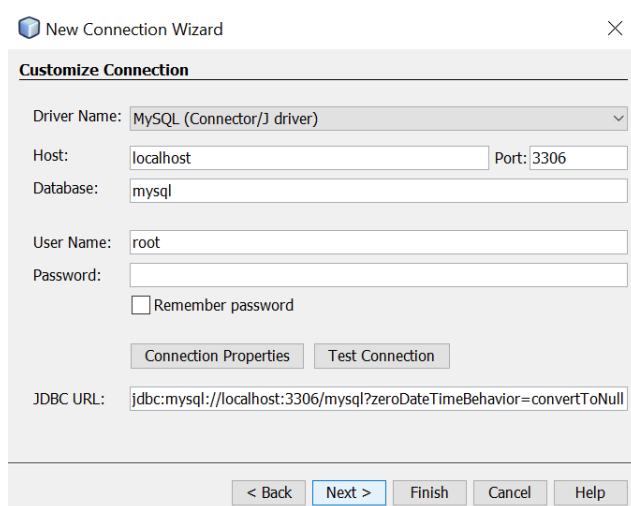 New Connection Wizard
Customize Connection
Driver Name: MySQL (Connector/J driver)
Host: localhost Port: 3306
Database: mysql
User Name: root
Password:
Remember password
Connection Properties Test Connection
JDBC URL: jdbc:mysql://localhost:3306/mysql?zeroDateTimeBehavior=convertToNull
< Back Next > Finish Cancel Help